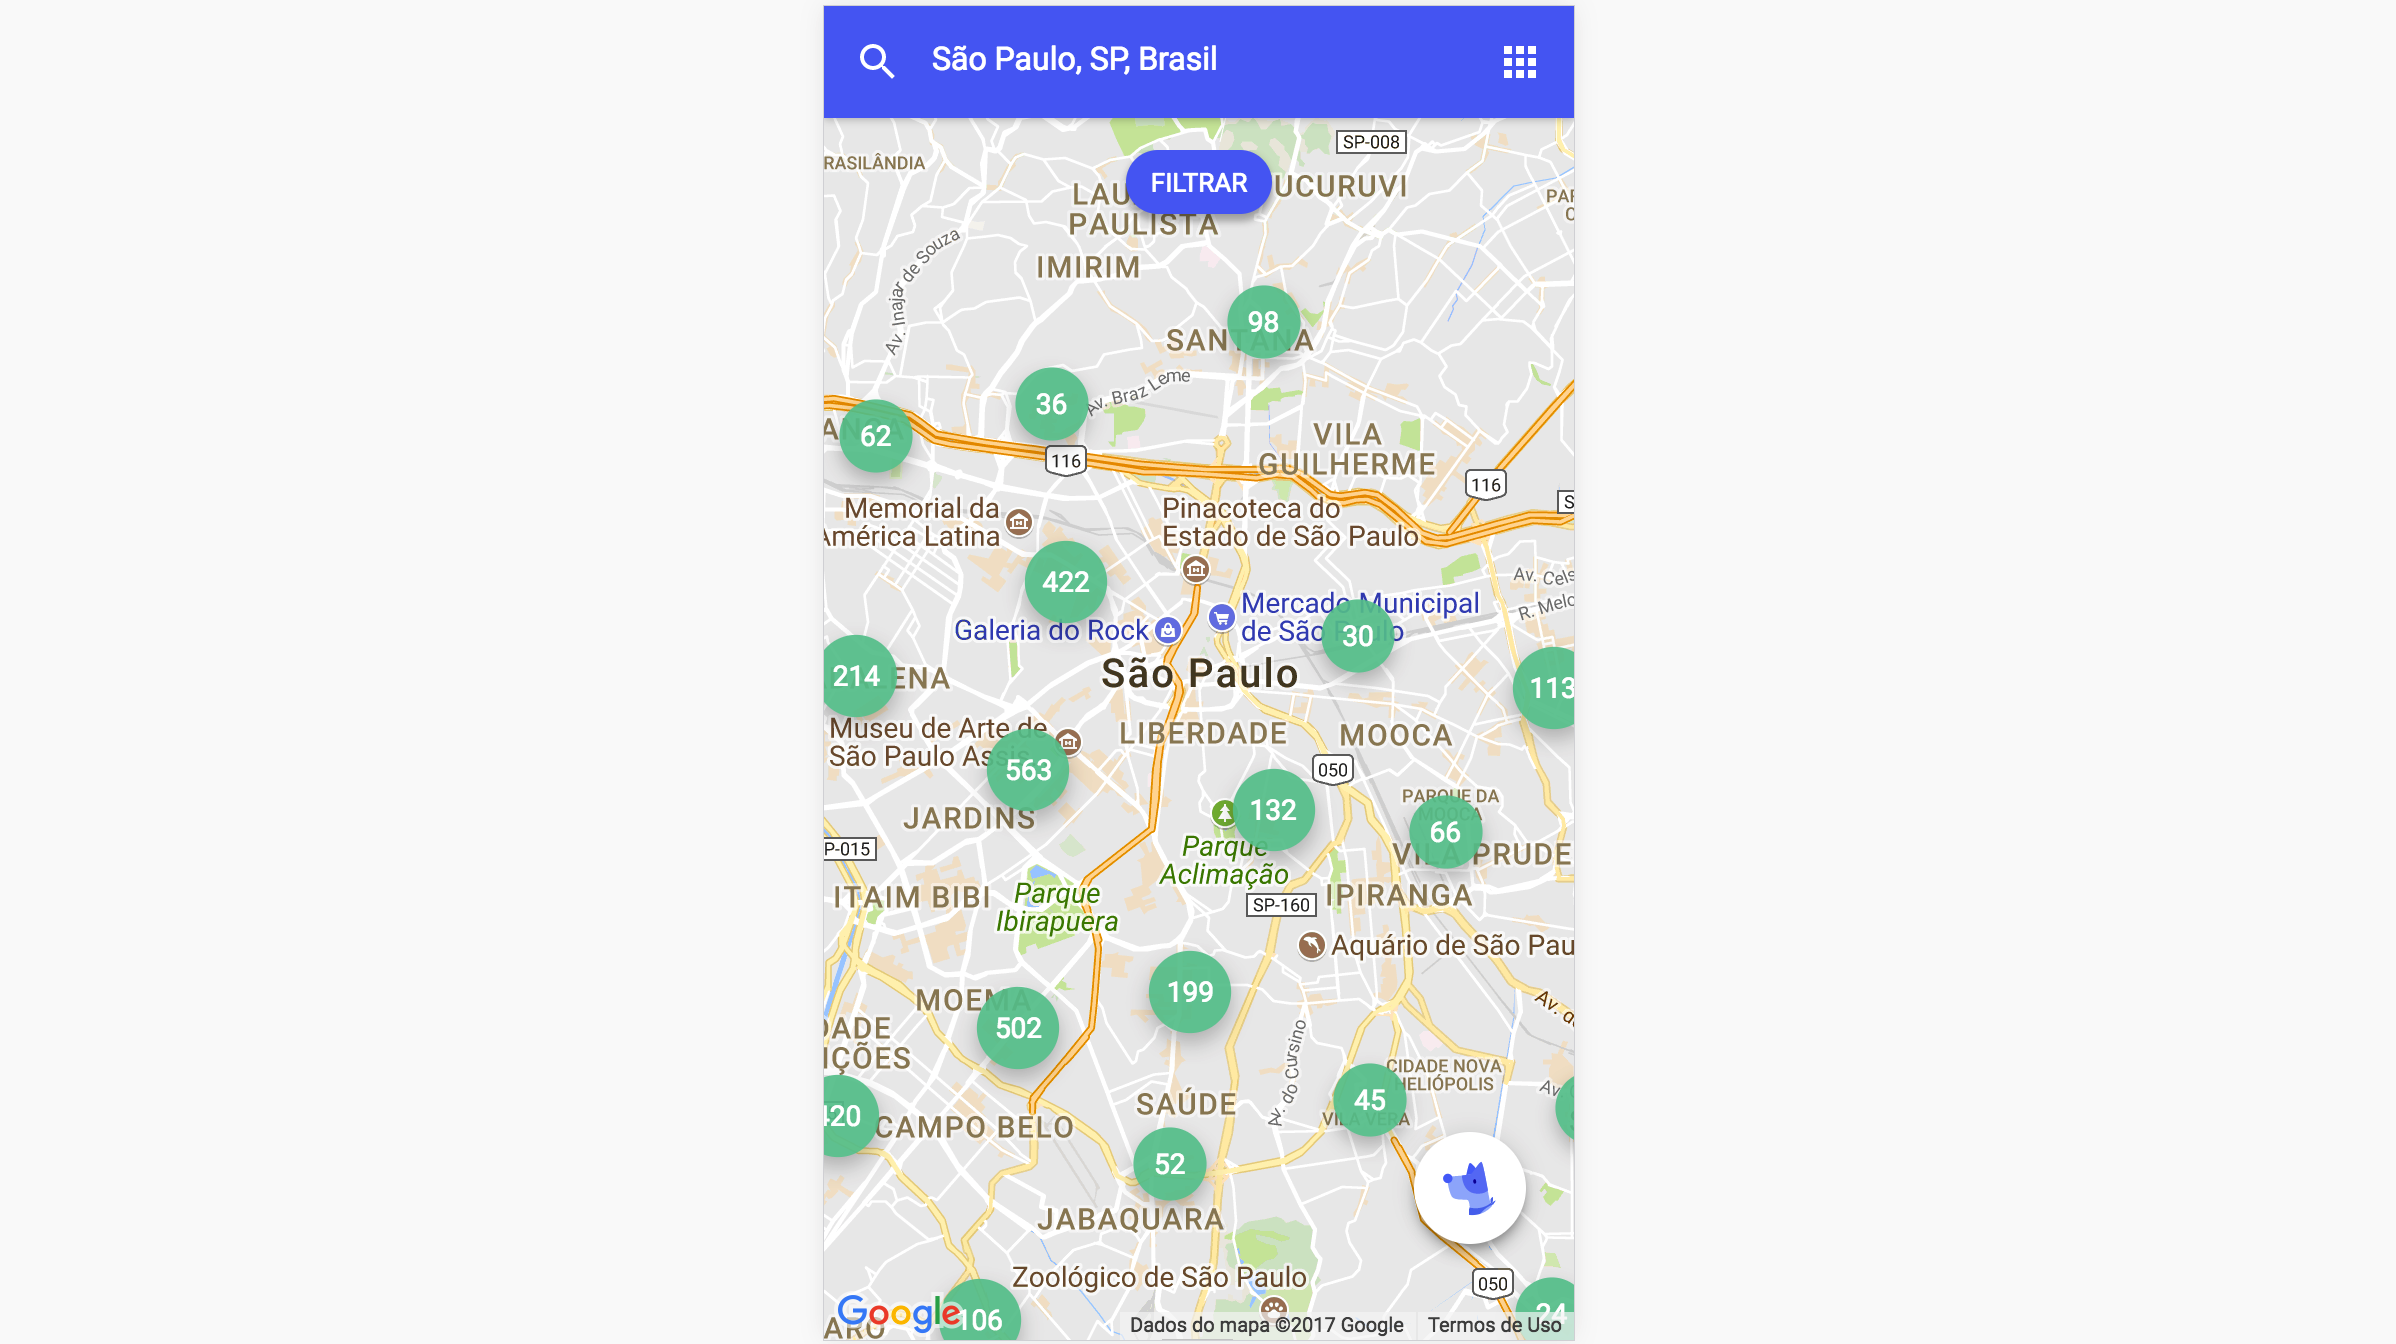 São Paulo, SP, Brasil
SP-008
RASILÂNDIA
FILTRAR
UCURUVI
PAULISTA
Av. Inajar de Souza
IMIRIM
98
SANTANA
36
Av. Braz Leme
62
116
VILA
GUILHERME
116
Memorial da
América Latina
Pinacoteca do
Estado de São Paulo
422
Av. Cels
R. Melo
Mercado Municipal
de São Paulo
30
Galeria do Rock
São Paulo
214
ENA
113
Museu de Arte de
São Paulo Assis
563
LIBERDADE
MOOCA
050
PARQUE DA
MOOCA
132
66
JARDINS
P-015
Parque
Aclimação
VILA PRUDE
ITAIM BIBI
Parque
Ibirapuera
SP-160
IPIRANGA
Aquário de São Pau
199
MOEMA
502
DADE
IÇÕES
Av. do Cursino
CIDADE NOVA
HELIÓPOLIS
45
VILA VERA
SAÚDE
420
CAMPO BELO
52
JABAQUARA
Zoológico de São Paulo
050
Google
106
24
ARO
Dados do mapa ©2017 Google
Termos de Uso